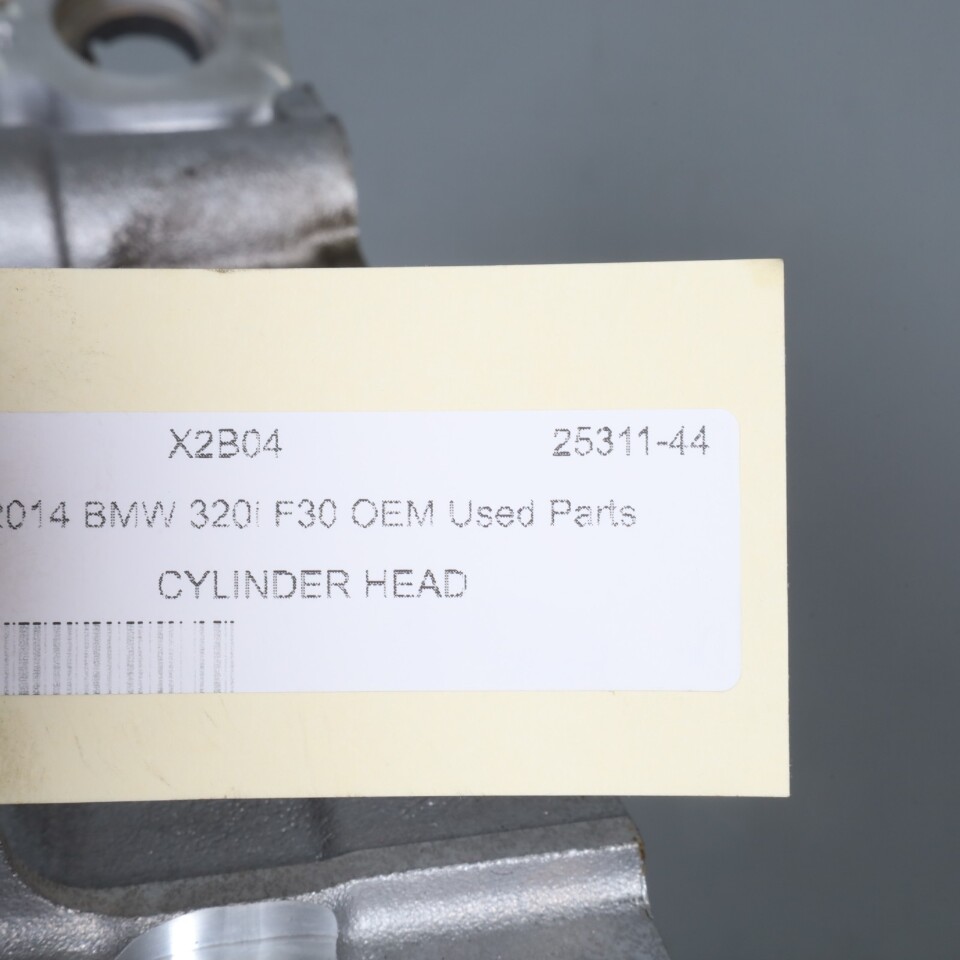 X2B04 25311-44
2014 BMW 320i F30 OEM Used Parts
CYLINDER HEAD